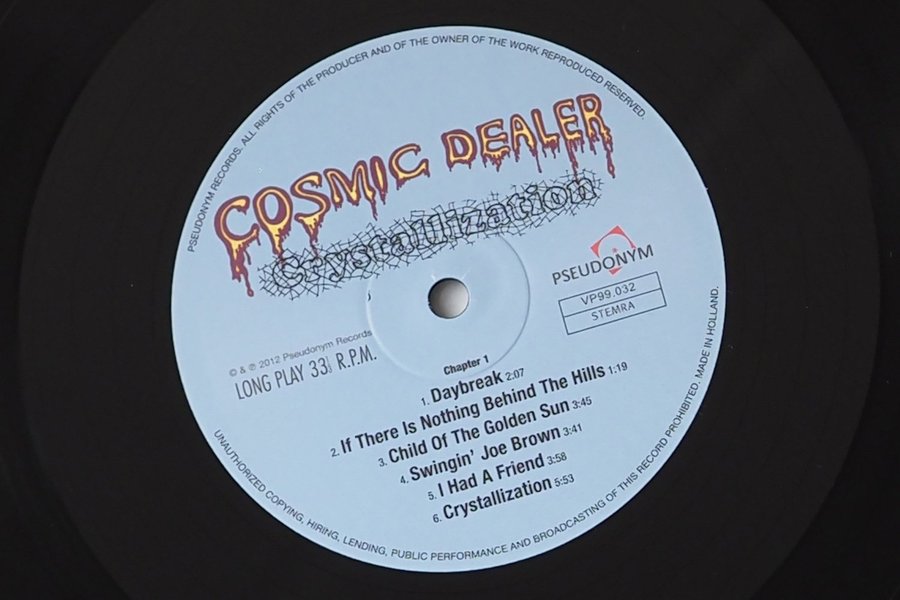 PSEUDONYM RECORDS. ALL RIGHTS OF THE PRODUCER AND OF THE OWNER OF THE WORK REPRODUCED RESERVED.
COSMIC DEALER
Crystallization
PSEUDONYM
VP99.032
STEMRA
© & ℗ 2012 Pseudonym Records
LONG PLAY 33⅓ R.P.M.
Chapter 1
1. Daybreak 2:07
2. If There Is Nothing Behind The Hills 1:19
3. Child Of The Golden Sun 3:45
4. Swingin' Joe Brown 3:41
5. I Had A Friend 3:58
6. Crystallization 5:53
UNAUTHORIZED COPYING, HIRING, LENDING, PUBLIC PERFORMANCE AND BROADCASTING OF THIS RECORD PROHIBITED. MADE IN HOLLAND.